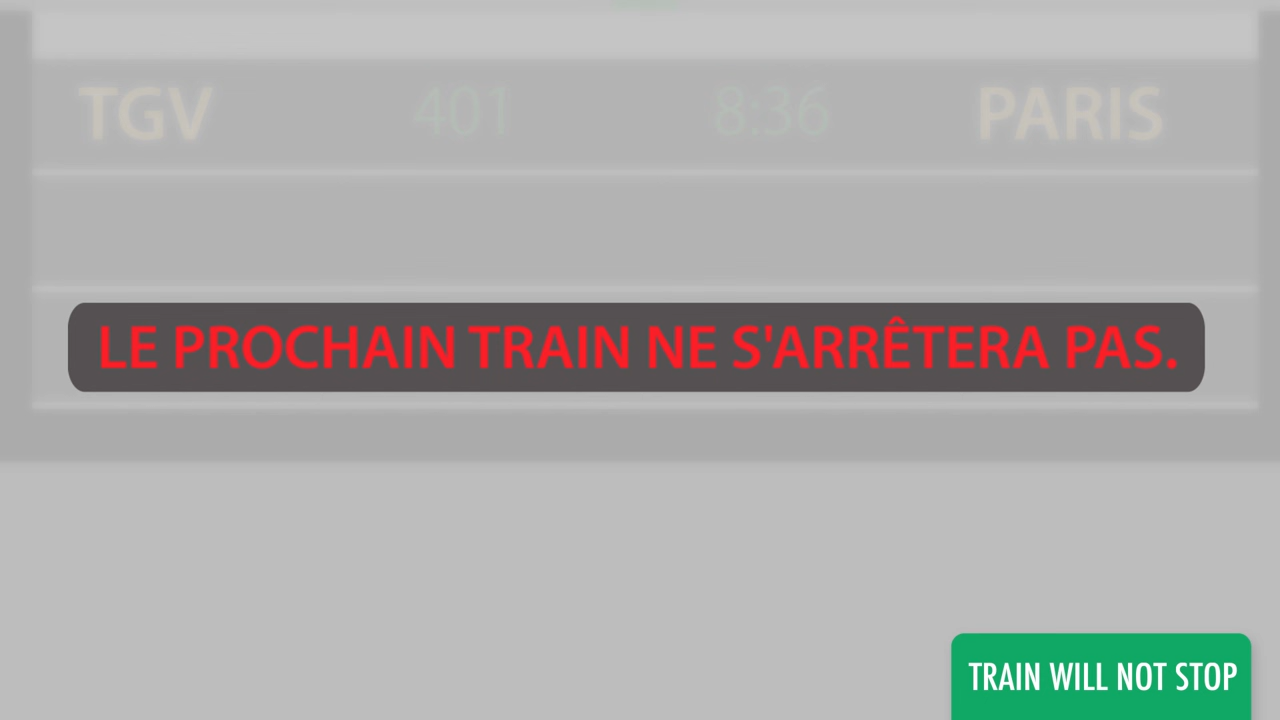 TGV 401 8:36 PARIS
LE PROCHAIN TRAIN NE S'ARRÊTERA PAS.
TRAIN WILL NOT STOP